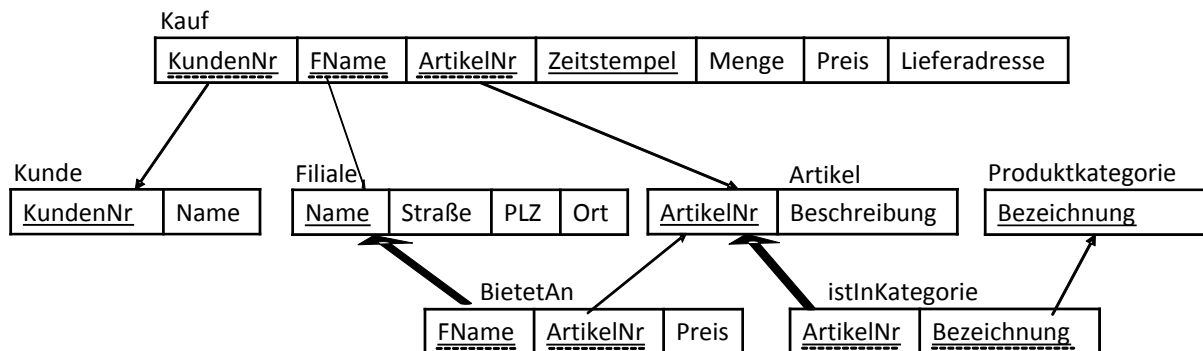 Kauf
KundenNr FName ArtikelNr Zeitstempel Menge Preis Lieferadresse
Kunde Filiale Artikel Produktkategorie
KundenNr Name Name Straße PLZ Ort ArtikelNr Beschreibung Bezeichnung
BietetAn istInKategorie
FName ArtikelNr Preis ArtikelNr Bezeichnung